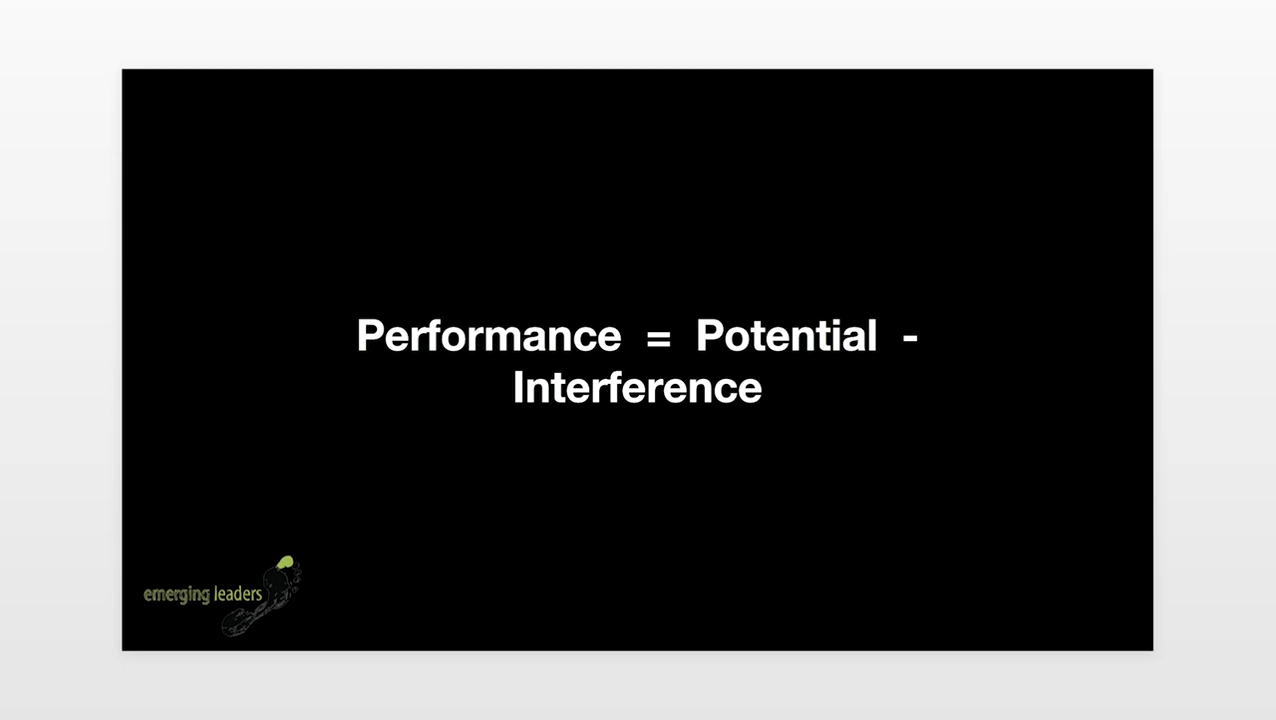 Performance = Potential -
Interference
emerging leaders